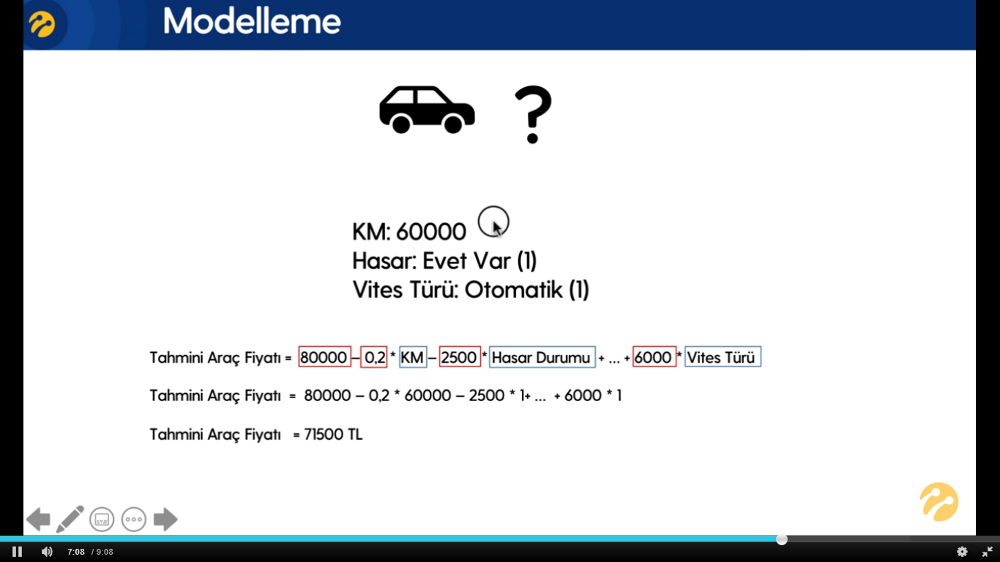 Modelleme
?
KM: 60000
Hasar: Evet Var (1)
Vites Türü: Otomatik (1)
Tahmini Araç Fiyatı = 80000 – 0,2 * KM – 2500 * Hasar Durumu + ... + 6000 * Vites Türü
Tahmini Araç Fiyatı = 80000 – 0,2 * 60000 – 2500 * 1+ ... + 6000 * 1
Tahmini Araç Fiyatı = 71500 TL
7:08 / 9:08